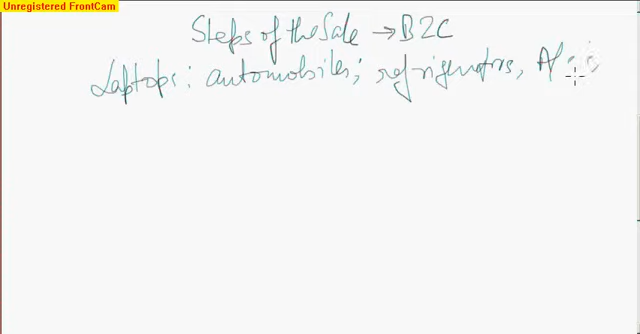 Unregistered FrontCam
Steps of the Sale → B2C
Laptops: automobiles; refrigerators,